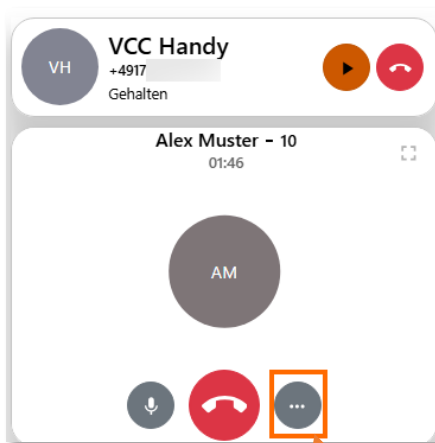 VH
VCC Handy
+4917
Gehalten
Alex Muster - 10
01:46
AM